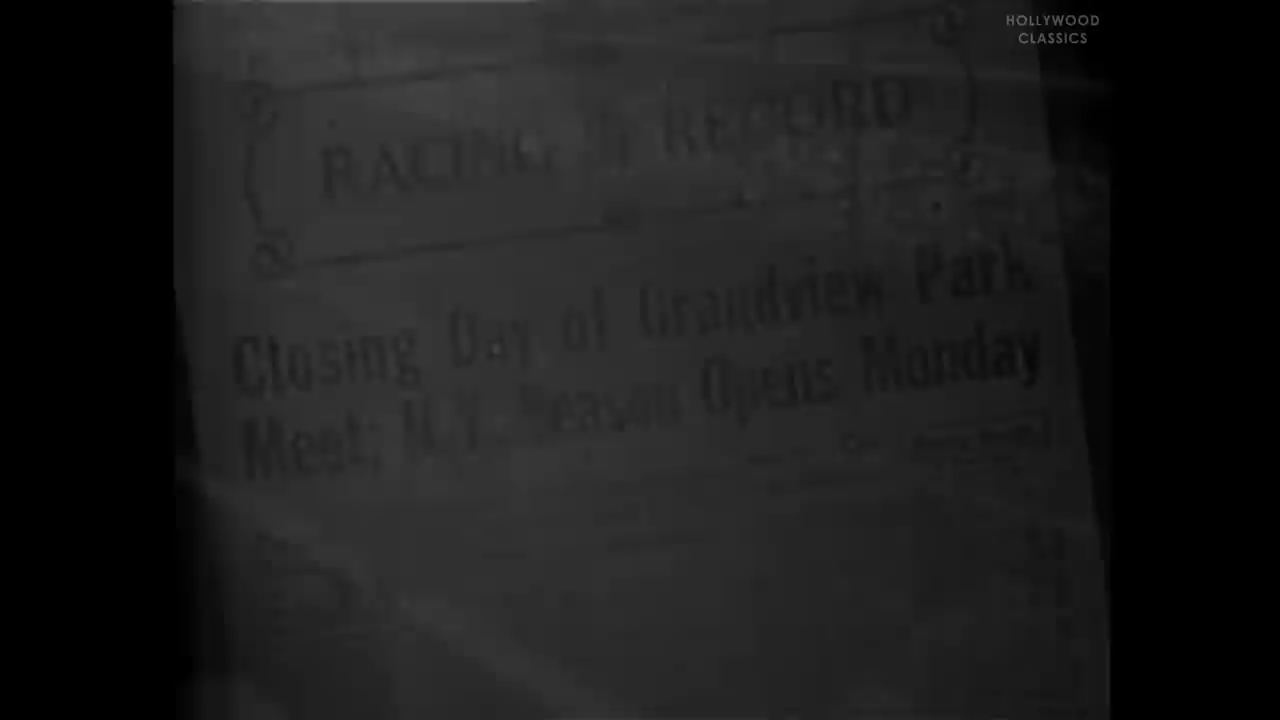 HOLLYWOOD
CLASSICS
RACING RECORD
Closing Day of Grandview Park
Meet; N.Y. Season Opens Monday